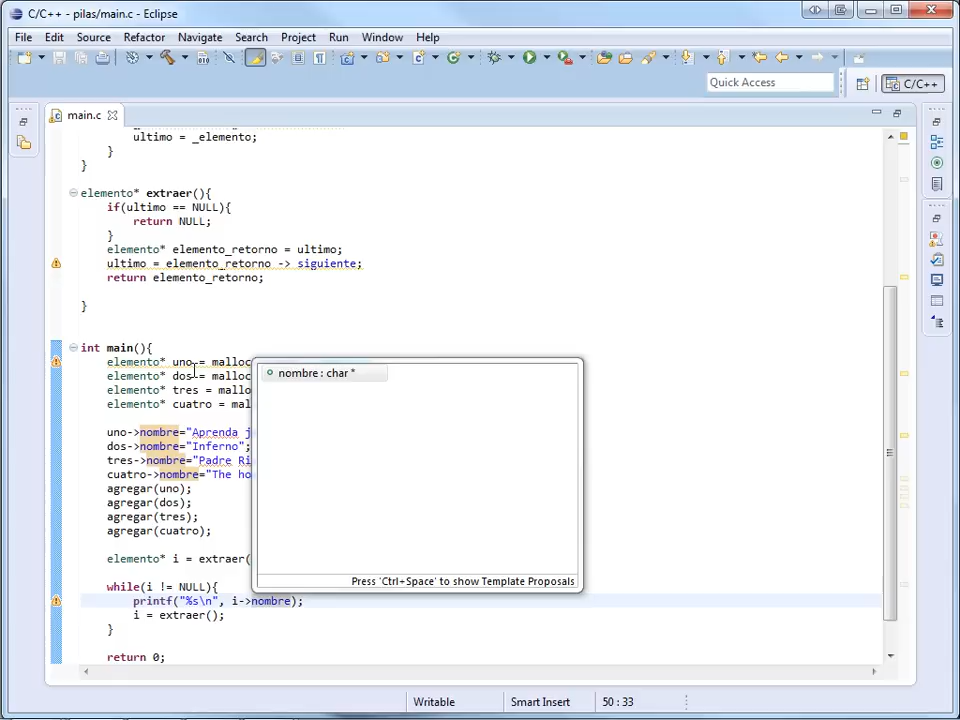 C/C++ - pilas/main.c - Eclipse
File Edit Source Refactor Navigate Search Project Run Window Help
Quick Access
C/C++
main.c
ultimo = _elemento;
}
}
elemento* extraer(){
if(ultimo == NULL){
return NULL;
}
elemento* elemento_retorno = ultimo;
ultimo = elemento_retorno -> siguiente;
return elemento_retorno;
}
int main(){
elemento* uno = malloc
elemento* dos = malloc
elemento* tres = mallo
elemento* cuatro = mal
nombre : char *
uno->nombre="Aprenda j
dos->nombre="Inferno";
tres->nombre="Padre Ri
cuatro->nombre="The ho
agregar(uno);
agregar(dos);
agregar(tres);
agregar(cuatro);
elemento* i = extraer(
Press 'Ctrl+Space' to show Template Proposals
while(i != NULL){
printf("%s\n", i->nombre);
i = extraer();
}
return 0;
Writable Smart Insert 50 : 33